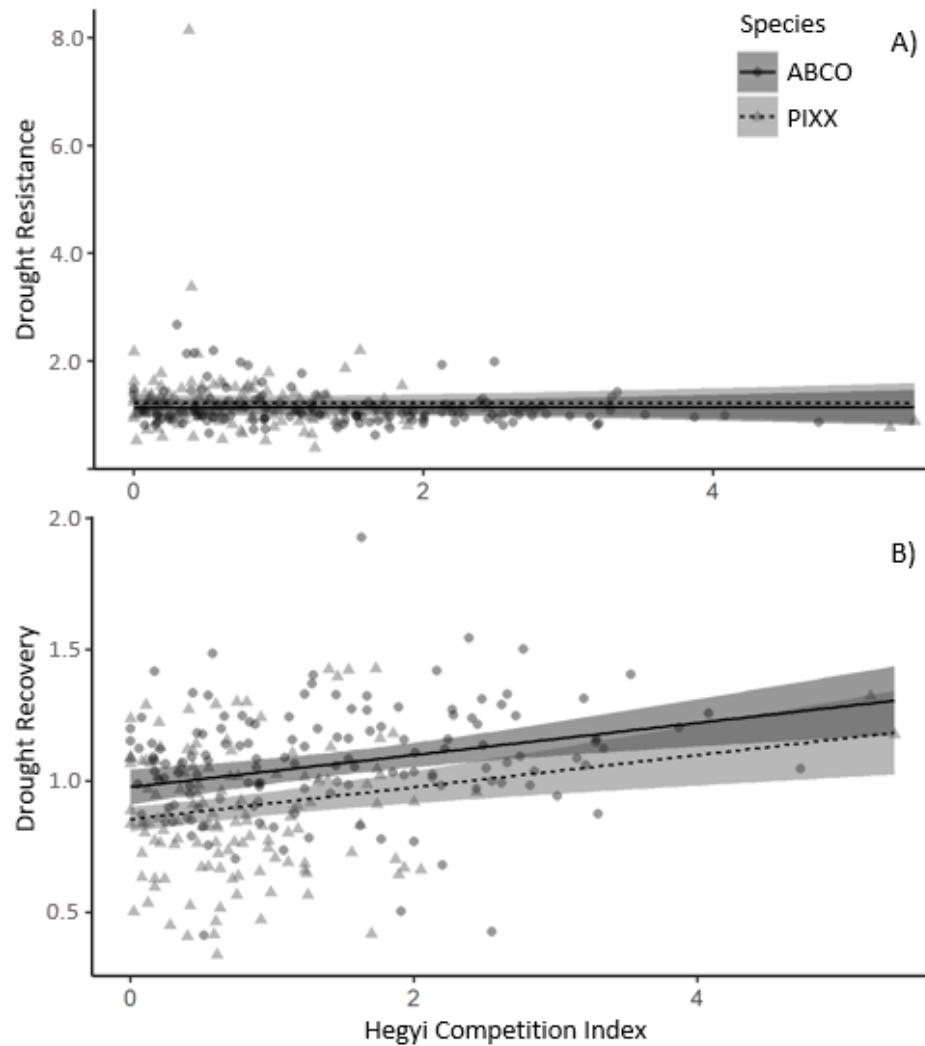 Species
A)
ABCO
PIXX
Drought Resistance
8.0
6.0
4.0
2.0
0
2
4
B)
Drought Recovery
2.0
1.5
1.0
0.5
0
2
4
Hegyi Competition Index